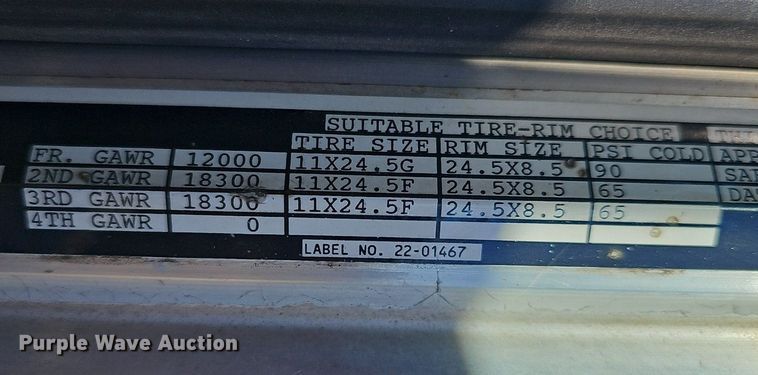 SUITABLE TIRE-RIM CHOICE
TIRE SIZE RIM SIZE PSI COLD
FR. GAWR 12000 11X24.5G 24.5X8.5 90
2ND GAWR 18300 11X24.5F 24.5X8.5 65
3RD GAWR 18300 11X24.5F 24.5X8.5 65
4TH GAWR 0
LABEL NO. 22-01467
Purple Wave Auction